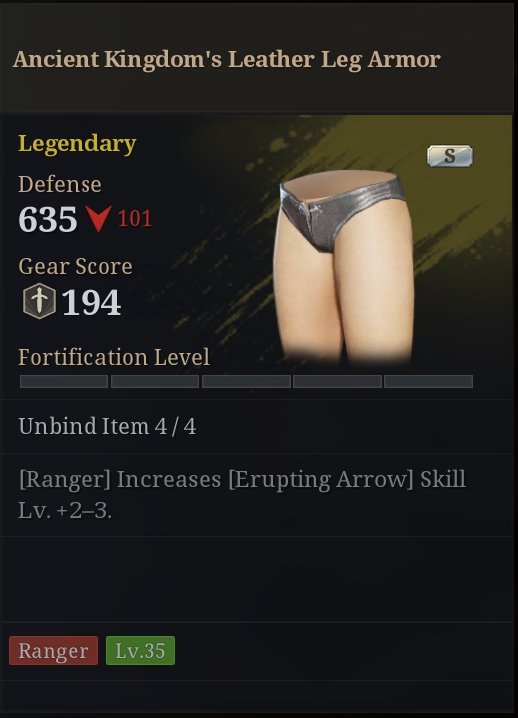 Ancient Kingdom's Leather Leg Armor
Legendary
S
Defense
635 101
Gear Score
194
Fortification Level
Unbind Item 4 / 4
[Ranger] Increases [Erupting Arrow] Skill
Lv. +2–3.
Ranger Lv.35